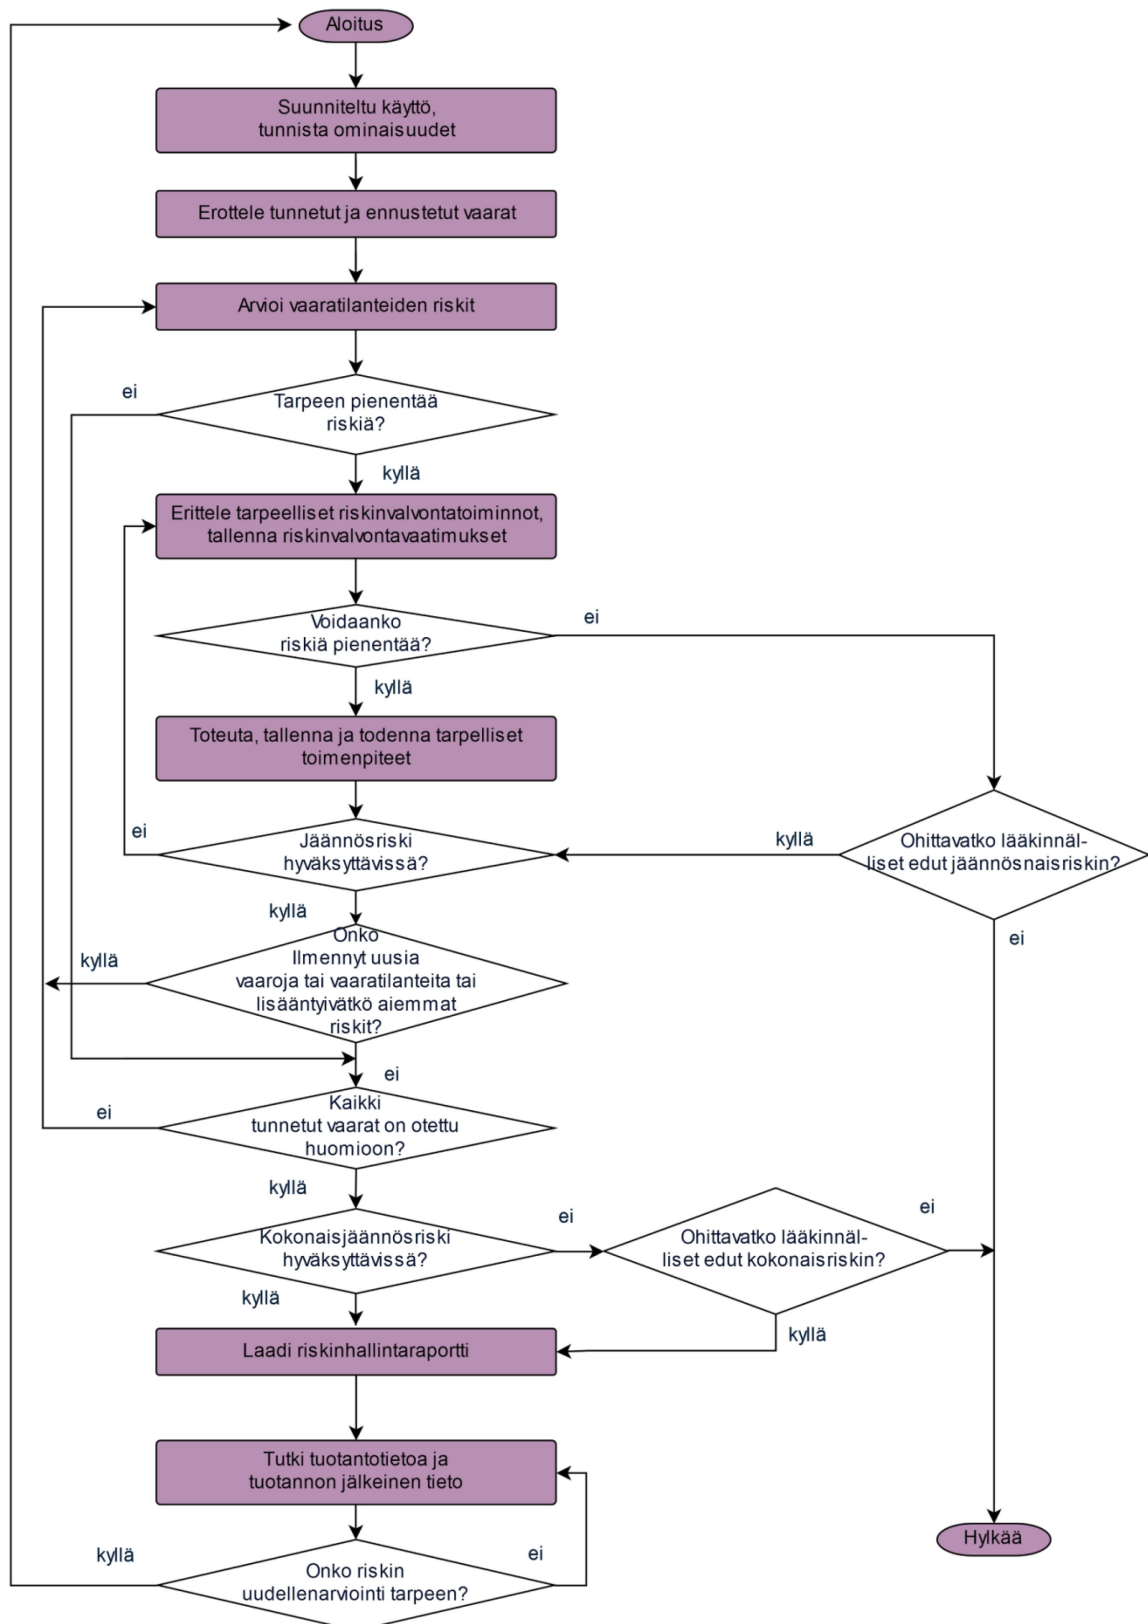 Aloitus
Suunniteltu käyttö,
tunnista ominaisuudet
Erottele tunnetut ja ennustetut vaarat
Arvioi vaaratilanteiden riskit
ei
Tarpeen pienentää
riskiä?
kyllä
Erittele tarpeelliset riskinvalvontatoiminnot,
tallenna riskinvalvontavaatimukset
Voidaanko
riskiä pienentää?
ei
kyllä
Toteuta, tallenna ja todenna tarpelliset
toimenpiteet
ei
Jäännösriski
hyväksyttävissä?
kyllä
Ohittavatko lääkinnäl-
liset edut jäännösnaisriskin?
kyllä
ei
kyllä
Onko
Ilmennyt uusia
vaaroja tai vaaratilanteita tai
lisääntyivätkö aiemmat
riskit?
ei
ei
Kaikki
tunnetut vaarat on otettu
huomioon?
kyllä
Kokonaisjäännösriski
hyväksyttävissä?
ei
Ohittavatko lääkinnäl-
liset edut kokonaisriskin?
ei
kyllä
kyllä
Laadi riskinhallintaraportti
Tutki tuotantotietoa ja
tuotannon jälkeinen tieto
Hylkää
kyllä
Onko riskin
uudellenarviointi tarpeen?
ei